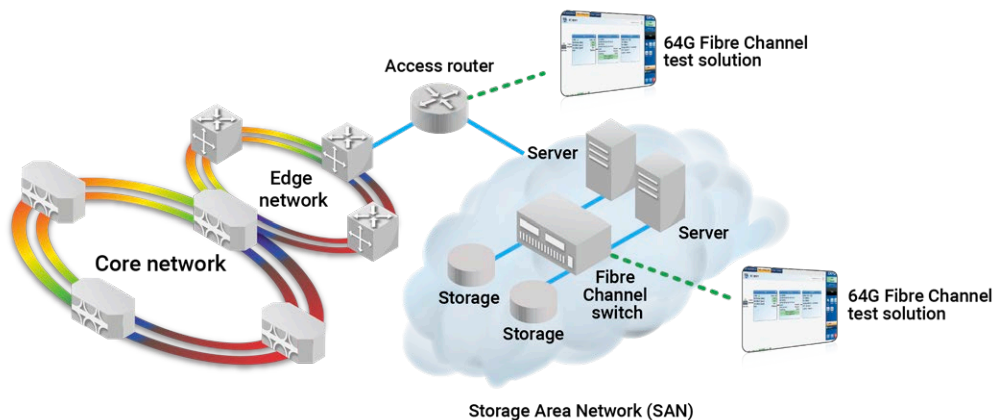 64G Fibre Channel
test solution
Access router
Server
Edge
network
Server
Core network
Storage
Fibre
Channel
switch
Storage
64G Fibre Channel
test solution
Storage Area Network (SAN)